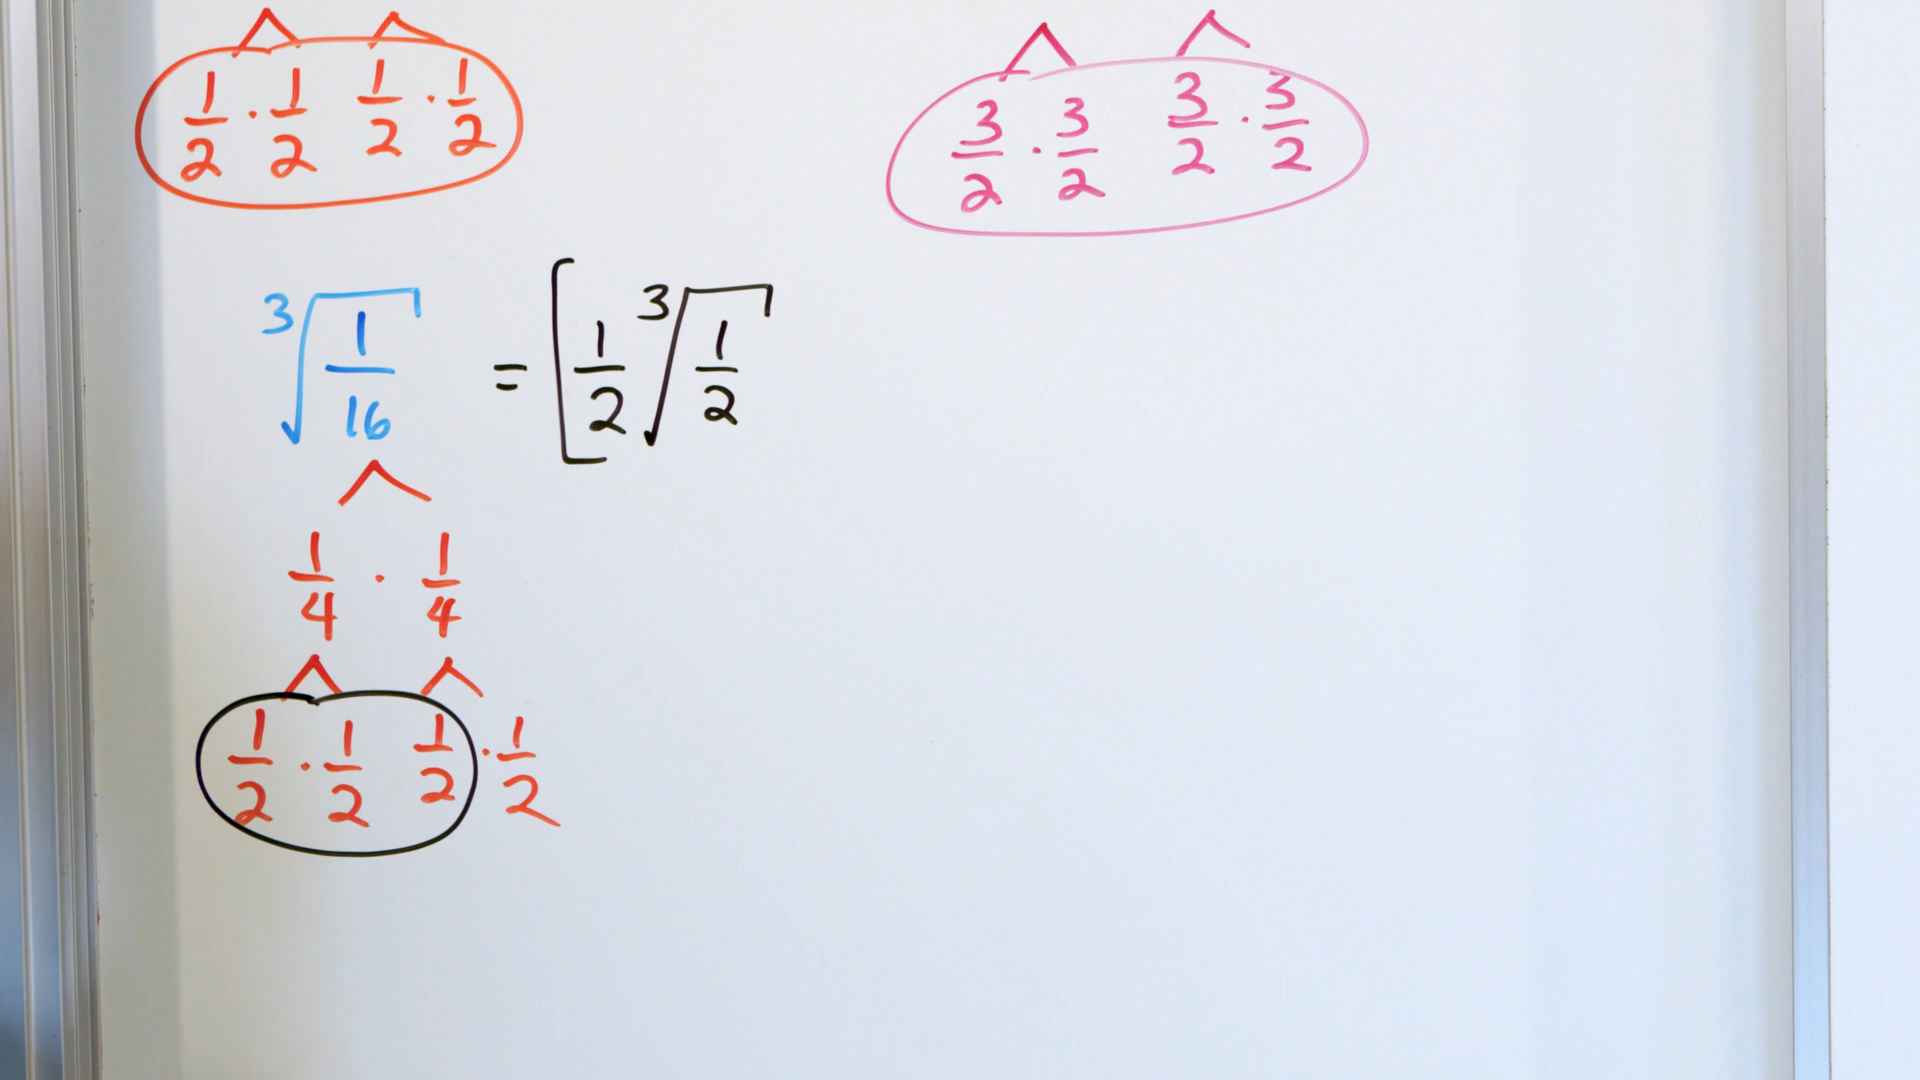 1/2 · 1/2 1/2 · 1/2
3/2 · 3/2 3/2 · 3/2
∛(1/16) = [1/2 ∛(1/2)
1/4 · 1/4
1/2 · 1/2 1/2 · 1/2